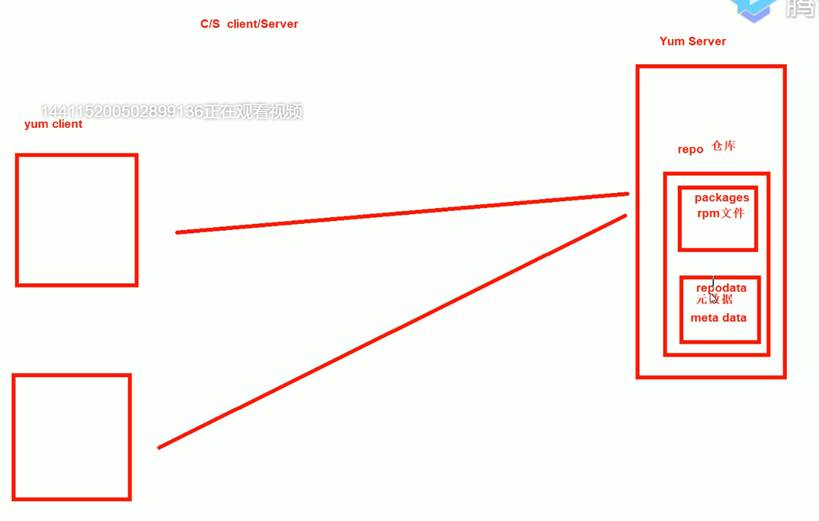 C/S client/Server
腾
Yum Server
144115200502899136正在观看视频
yum client
repo 仓库
packages
rpm文件
repodata
元数据
meta data